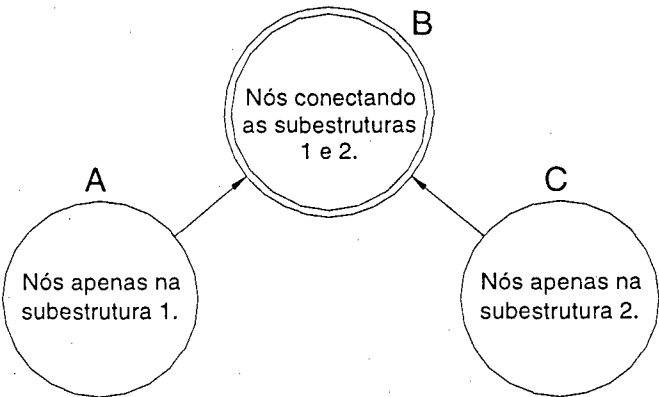 B
Nós conectando
as subestruturas
1 e 2.
A
C
Nós apenas na
subestrutura 1.
Nós apenas na
subestrutura 2.